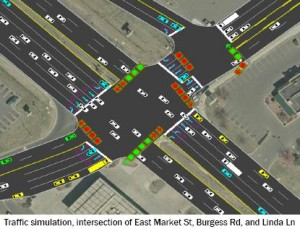 Traffic simulation, intersection of East Market St, Burgess Rd, and Linda Ln